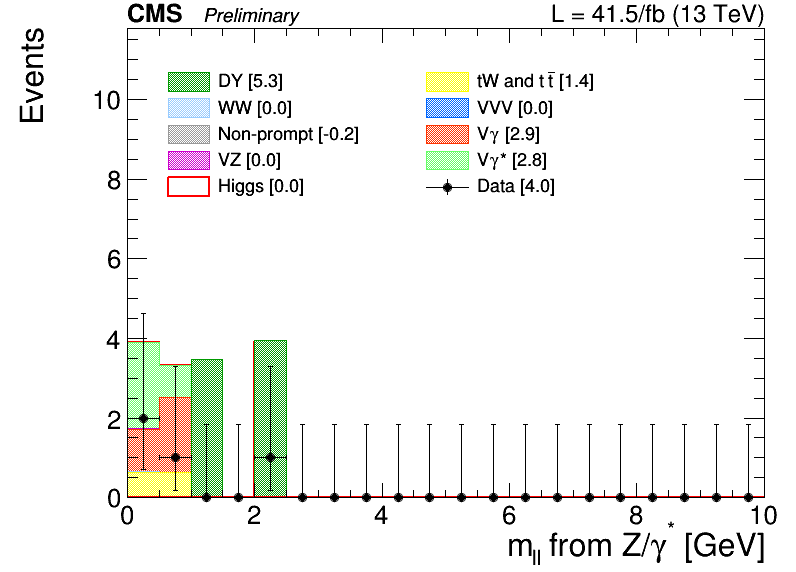 CMS Preliminary L = 41.5/fb (13 TeV)
Events
DY [5.3]
WW [0.0]
Non-prompt [-0.2]
VZ [0.0]
Higgs [0.0]
tW and tt̅ [1.4]
VVV [0.0]
Vγ [2.9]
Vγ* [2.8]
Data [4.0]
10
8
6
4
2
0
0 2 4 6 8 10
m_ll from Z/γ* [GeV]